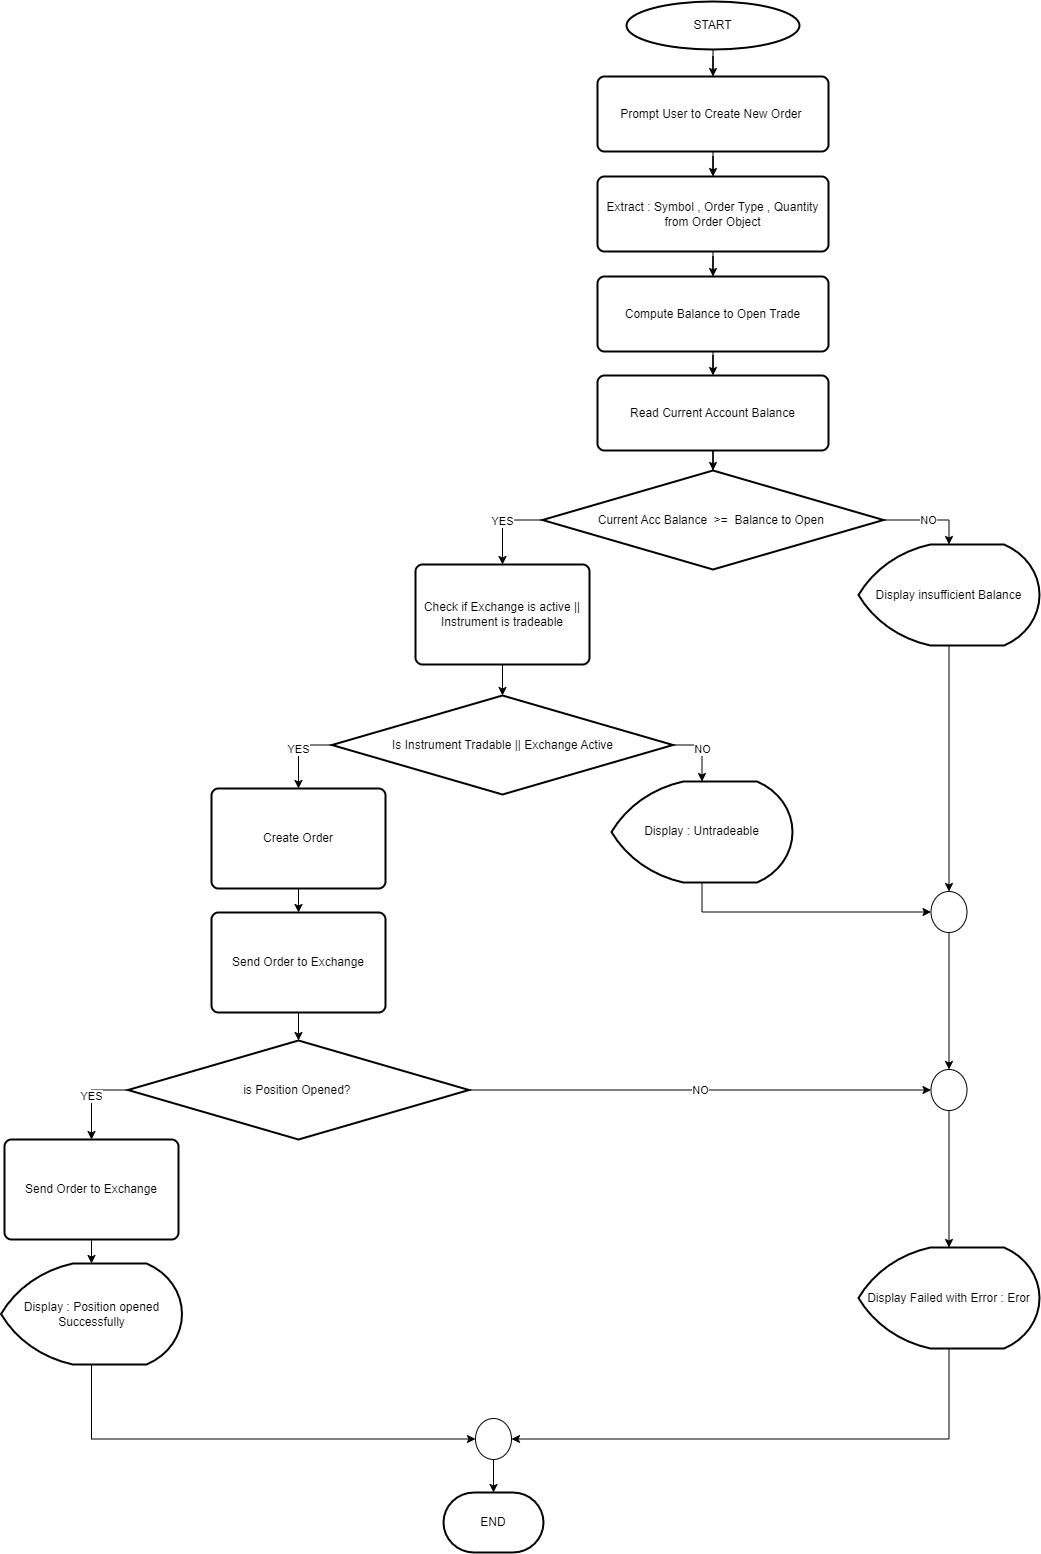 START
Prompt User to Create New Order
Extract : Symbol , Order Type , Quantity
from Order Object
Compute Balance to Open Trade
Read Current Account Balance
Current Acc Balance  >=  Balance to Open
YES
NO
Check if Exchange is active ||
Instrument is tradeable
Display insufficient Balance
Is Instrument Tradable || Exchange Active
YES
NO
Create Order
Display : Untradeable
Send Order to Exchange
is Position Opened?
YES
NO
Send Order to Exchange
Display : Position opened
Successfully
Display Failed with Error : Eror
END